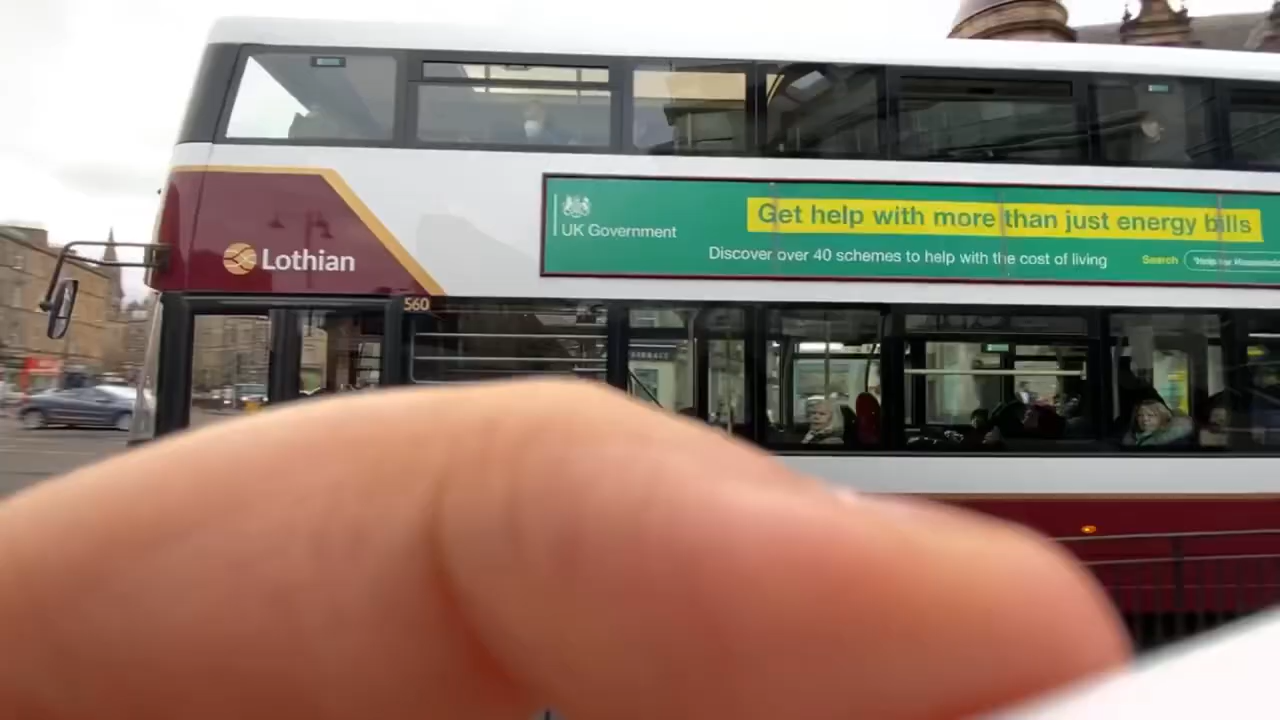 UK Government
Get help with more than just energy bills
Discover over 40 schemes to help with the cost of living
Search
Lothian
560